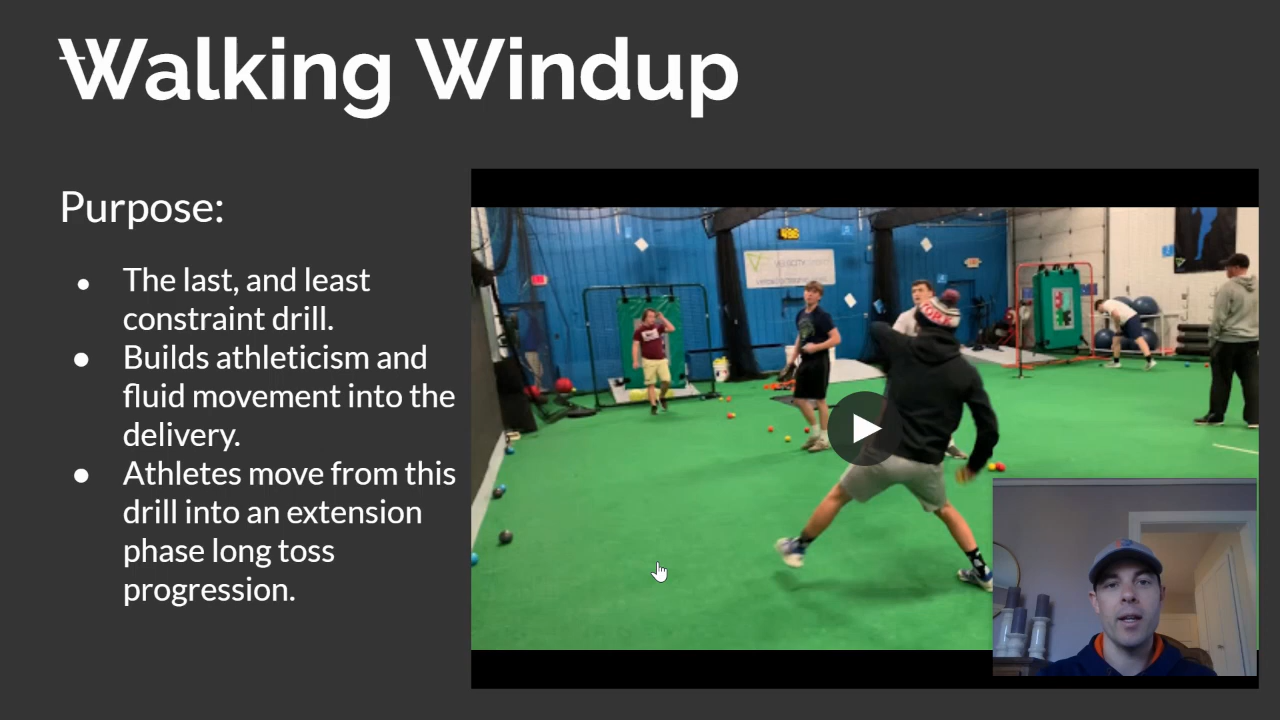 Walking Windup
Purpose:
● The last, and least
constraint drill.
● Builds athleticism and
fluid movement into the
delivery.
● Athletes move from this
drill into an extension
phase long toss
progression.